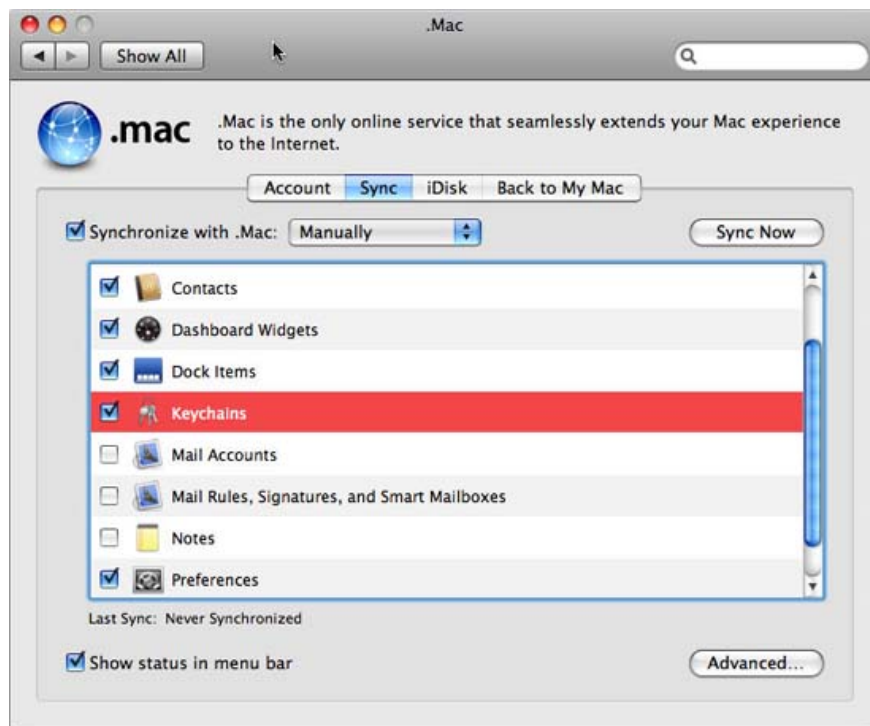 .Mac
Show All
.mac
.Mac is the only online service that seamlessly extends your Mac experience
to the Internet.
Account Sync iDisk Back to My Mac
Synchronize with .Mac: Manually Sync Now
Contacts
Dashboard Widgets
Dock Items
Keychains
Mail Accounts
Mail Rules, Signatures, and Smart Mailboxes
Notes
Preferences
Last Sync: Never Synchronized
Show status in menu bar Advanced...